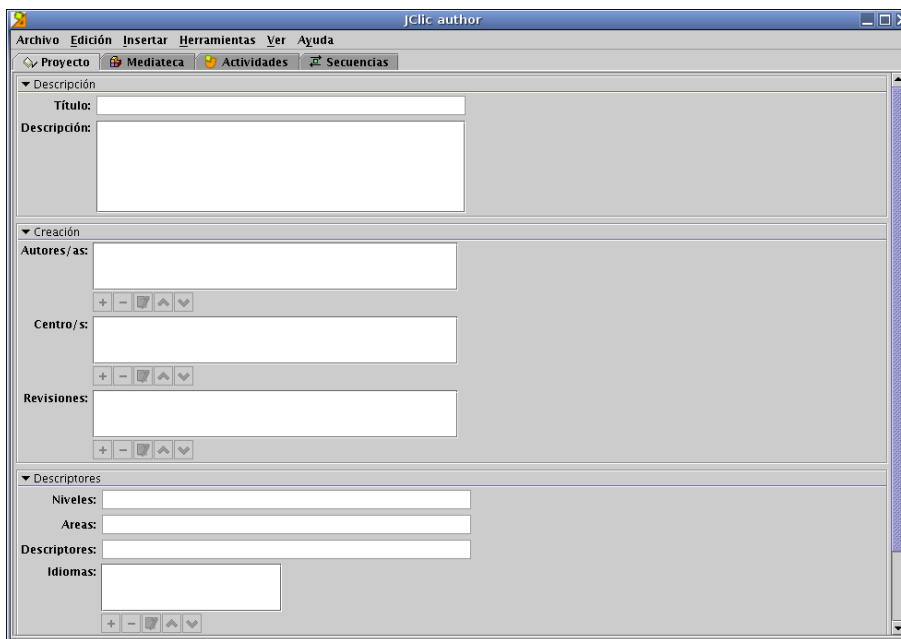 JClic author
Archivo Edición Insertar Herramientas Ver Ayuda
Proyecto Mediateca Actividades Secuencias
Descripción
Título:
Descripción:
Creación
Autores/as:
Centro/s:
Revisiones:
Descriptores
Niveles:
Areas:
Descriptores:
Idiomas: